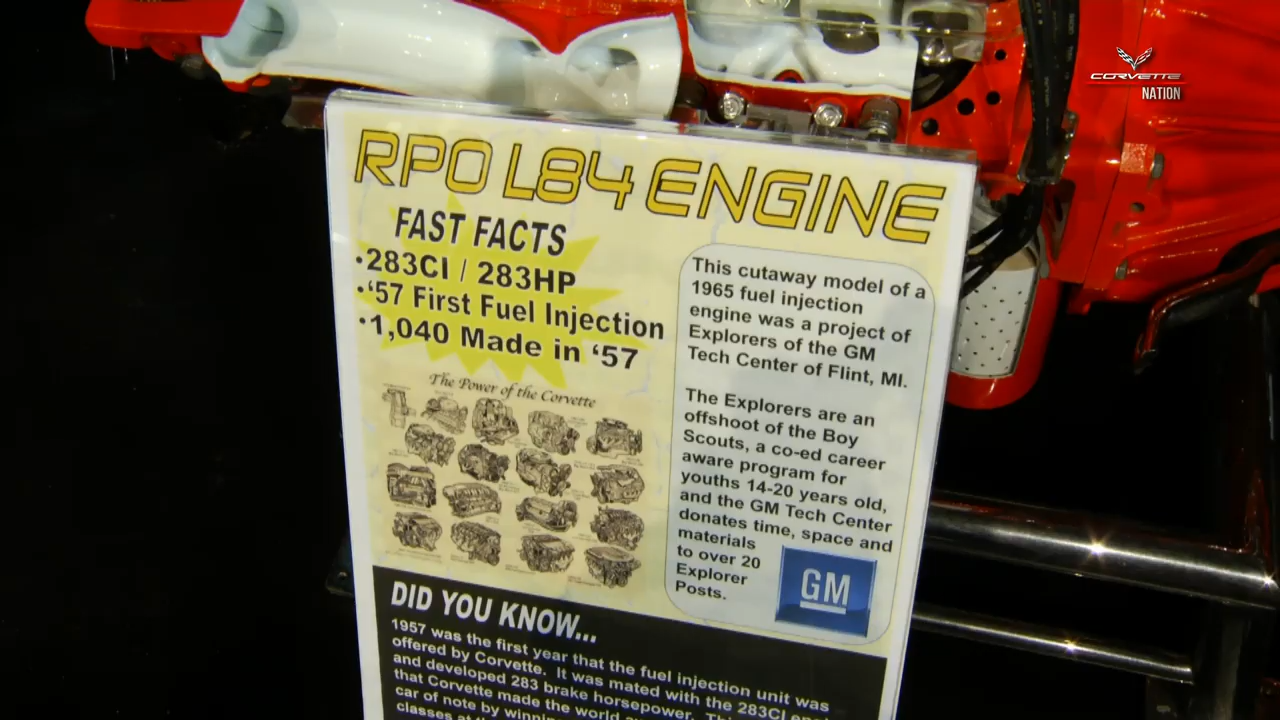 CORVETTE
NATION
RPO L84 ENGINE
FAST FACTS
•283CI / 283HP
•‘57 First Fuel Injection
•1,040 Made in ‘57
The Power of the Corvette
This cutaway model of a
1965 fuel injection
engine was a project of
Explorers of the GM
Tech Center of Flint, MI.
The Explorers are an
offshoot of the Boy
Scouts, a co-ed career
aware program for
youths 14-20 years old,
and the GM Tech Center
donates time, space and
materials
to over 20
Explorer
Posts.
GM
DID YOU KNOW...
1957 was the first year that the fuel injection unit was
offered by Corvette. It was mated with the 283CI
and developed 283 brake horsepower.
that Corvette made the world
car of note by
classes at